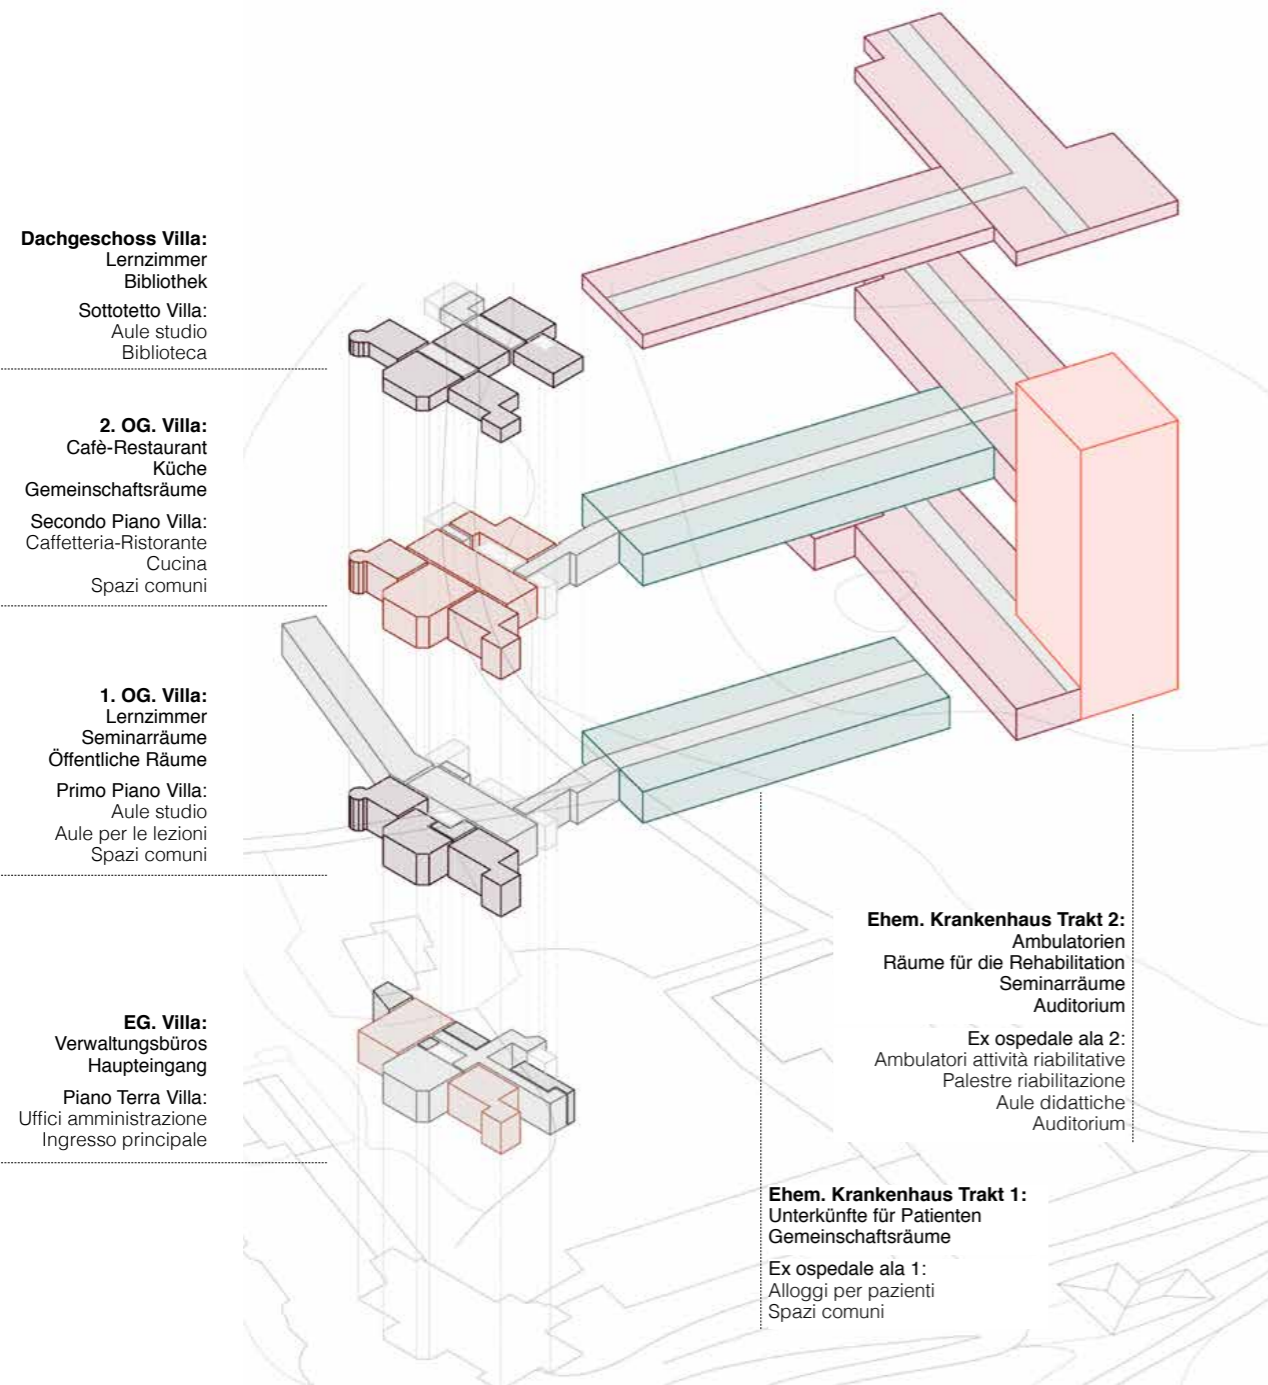 Dachgeschoss Villa:
Lernzimmer
Bibliothek
Sottotetto Villa:
Aule studio
Biblioteca
2. OG. Villa:
Cafè-Restaurant
Küche
Gemeinschaftsräume
Secondo Piano Villa:
Caffetteria-Ristorante
Cucina
Spazi comuni
1. OG. Villa:
Lernzimmer
Seminarräume
Öffentliche Räume
Primo Piano Villa:
Aule studio
Aule per le lezioni
Spazi comuni
EG. Villa:
Verwaltungsbüros
Haupteingang
Piano Terra Villa:
Uffici amministrazione
Ingresso principale
Ehem. Krankenhaus Trakt 2:
Ambulatorien
Räume für die Rehabilitation
Seminarräume
Auditorium
Ex ospedale ala 2:
Ambulatori attività riabilitative
Palestre riabilitazione
Aule didattiche
Auditorium
Ehem. Krankenhaus Trakt 1:
Unterkünfte für Patienten
Gemeinschaftsräume
Ex ospedale ala 1:
Alloggi per pazienti
Spazi comuni